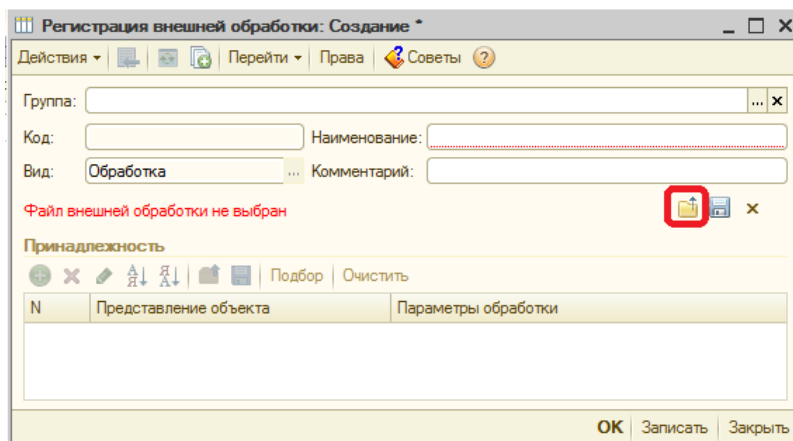 Регистрация внешней обработки: Создание *
Действия Перейти Права Советы ?
Группа: ... ×
Код: Наименование:
Вид: Обработка ... Комментарий:
Файл внешней обработки не выбран ×
Принадлежность
Подбор Очистить
N Представление объекта Параметры обработки
OK Записать Закрыть